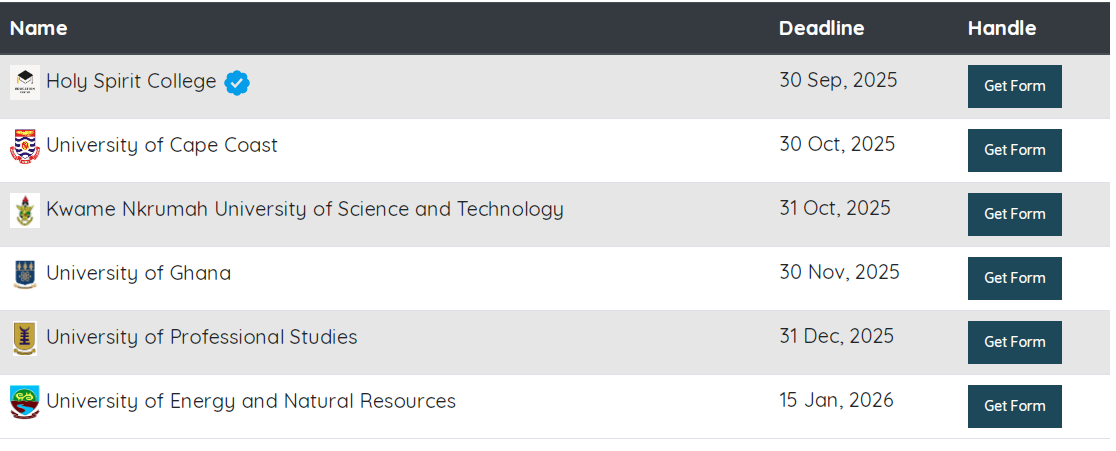 Name Deadline Handle
Holy Spirit College 30 Sep, 2025 Get Form
University of Cape Coast 30 Oct, 2025 Get Form
Kwame Nkrumah University of Science and Technology 31 Oct, 2025 Get Form
University of Ghana 30 Nov, 2025 Get Form
University of Professional Studies 31 Dec, 2025 Get Form
University of Energy and Natural Resources 15 Jan, 2026 Get Form